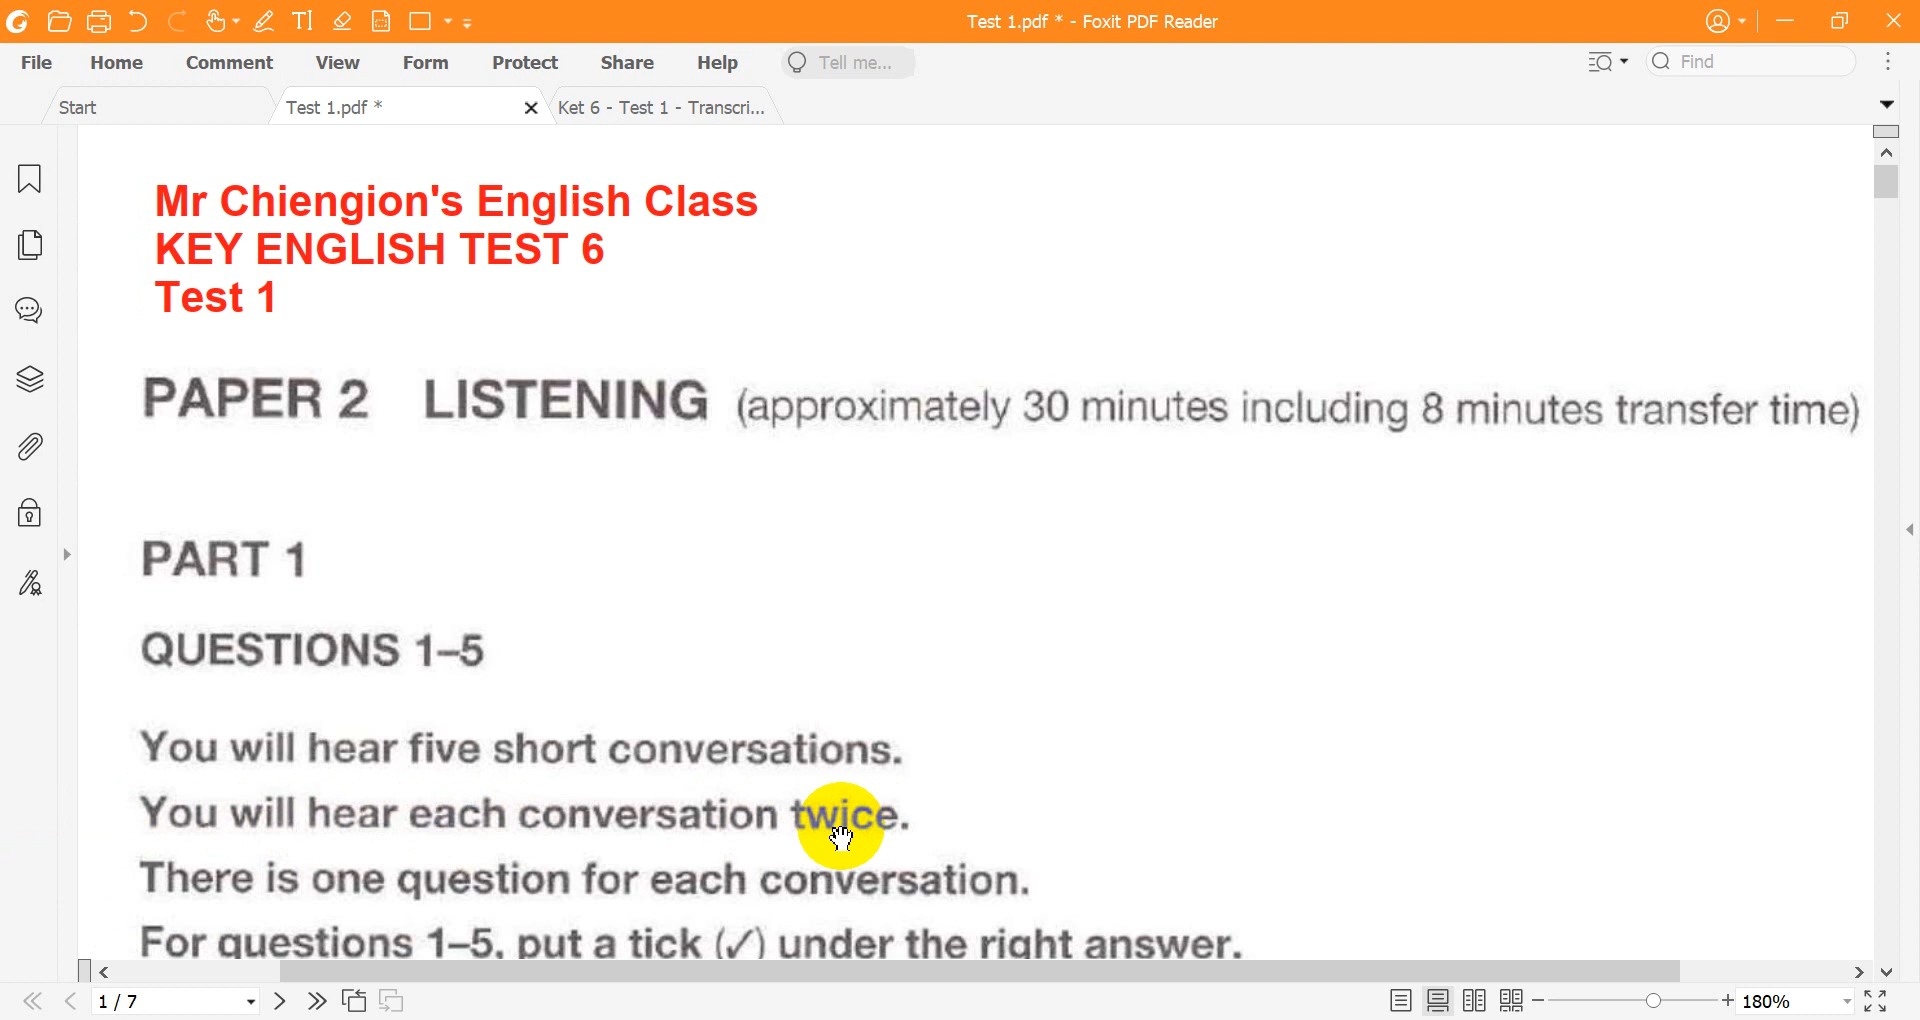 Test 1.pdf * - Foxit PDF Reader
File Home Comment View Form Protect Share Help Tell me... Find
Start Test 1.pdf * Ket 6 - Test 1 - Transcri...
Mr Chiengion's English Class
KEY ENGLISH TEST 6
Test 1
PAPER 2 LISTENING (approximately 30 minutes including 8 minutes transfer time)
PART 1
QUESTIONS 1–5
You will hear five short conversations.
You will hear each conversation twice.
There is one question for each conversation.
For questions 1–5, put a tick (✓) under the right answer.
1 / 7 180%